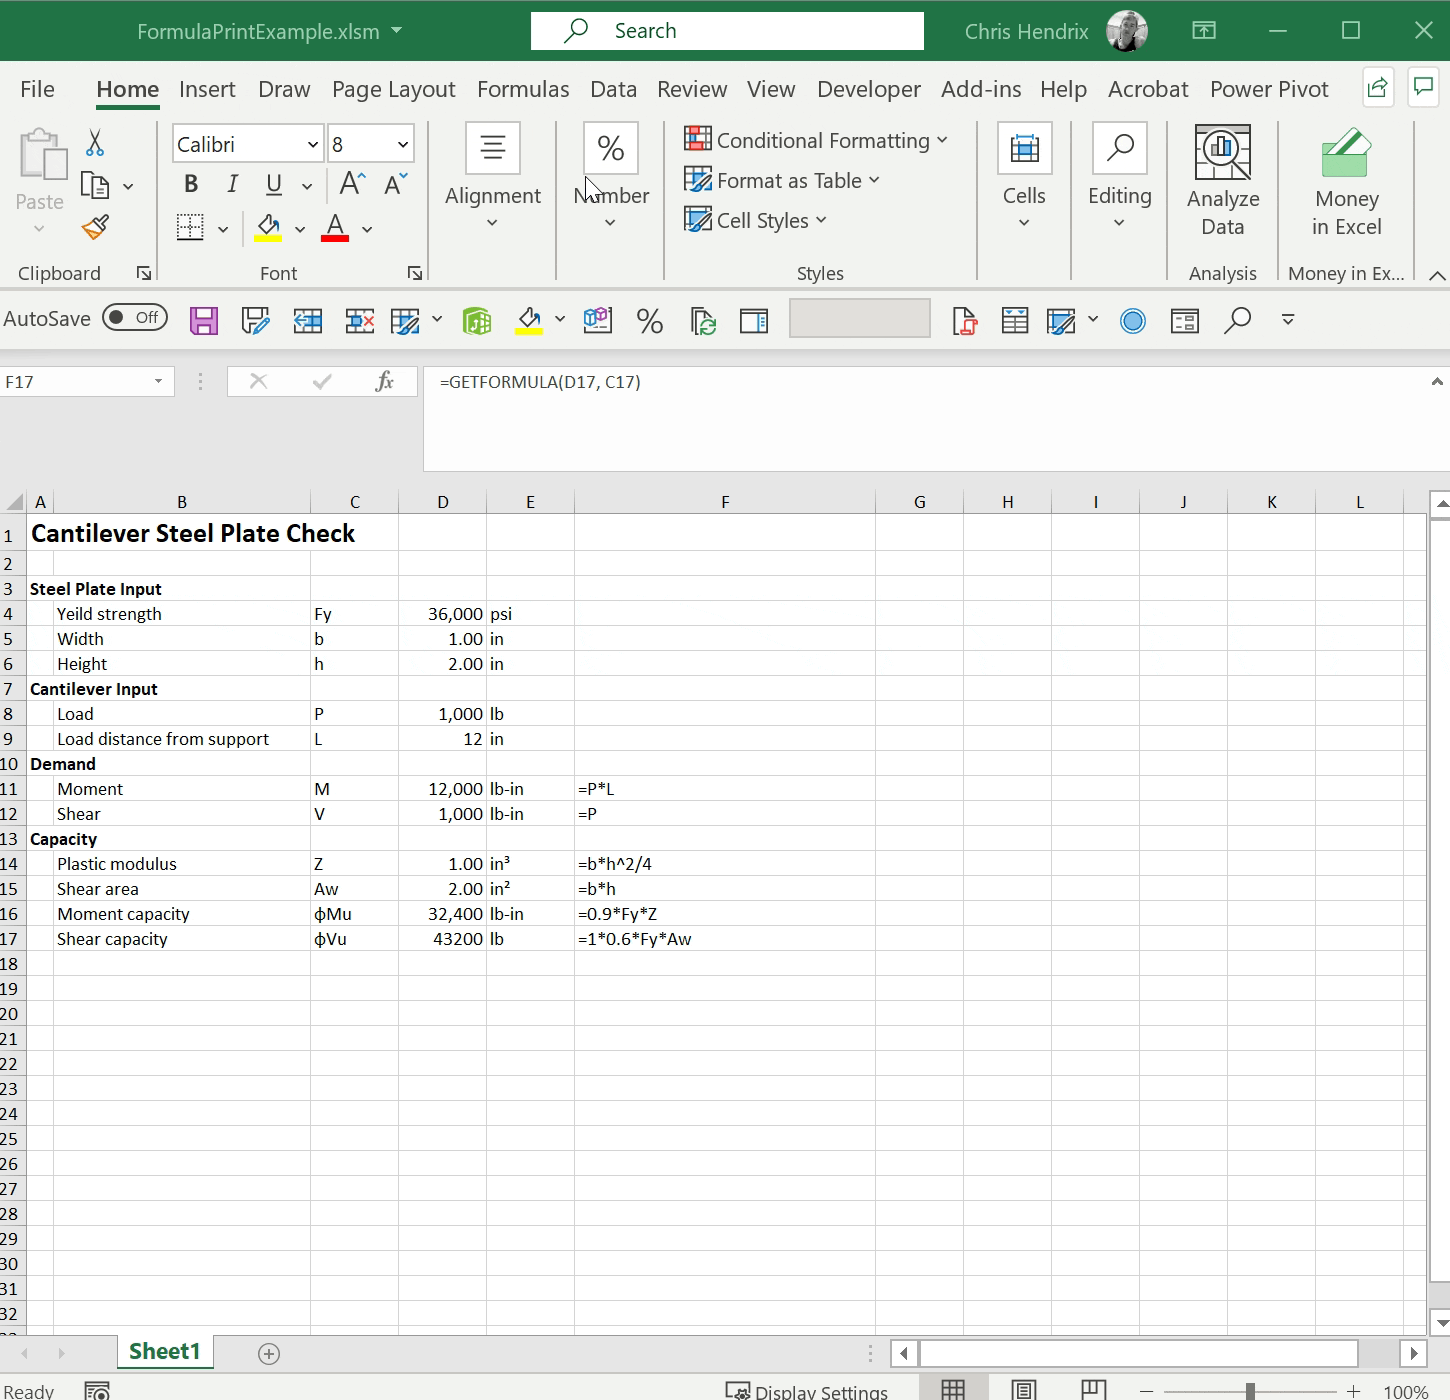 FormulaPrintExample.xlsm Search Chris Hendrix
File Home Insert Draw Page Layout Formulas Data Review View Developer Add-ins Help Acrobat Power Pivot
Paste
Clipboard
Calibri 8
B I U A A
A
Font
Alignment
%
Number
Conditional Formatting
Format as Table
Cell Styles
Styles
Cells
Editing
Analyze
Data
Analysis
Money
in Excel
Money in Ex...
AutoSave Off %
F17 fx =GETFORMULA(D17, C17)
A B C D E F G H I J K L
1 Cantilever Steel Plate Check
2
3 Steel Plate Input
4 Yeild strength Fy 36,000 psi
5 Width b 1.00 in
6 Height h 2.00 in
7 Cantilever Input
8 Load P 1,000 lb
9 Load distance from support L 12 in
10 Demand
11 Moment M 12,000 lb-in =P*L
12 Shear V 1,000 lb-in =P
13 Capacity
14 Plastic modulus Z 1.00 in³ =b*h^2/4
15 Shear area Aw 2.00 in² =b*h
16 Moment capacity ϕMu 32,400 lb-in =0.9*Fy*Z
17 Shear capacity ϕVu 43200 lb =1*0.6*Fy*Aw
18
19
20
21
22
23
24
25
26
27
28
29
30
31
32
Sheet1
Ready Display Settings 100%